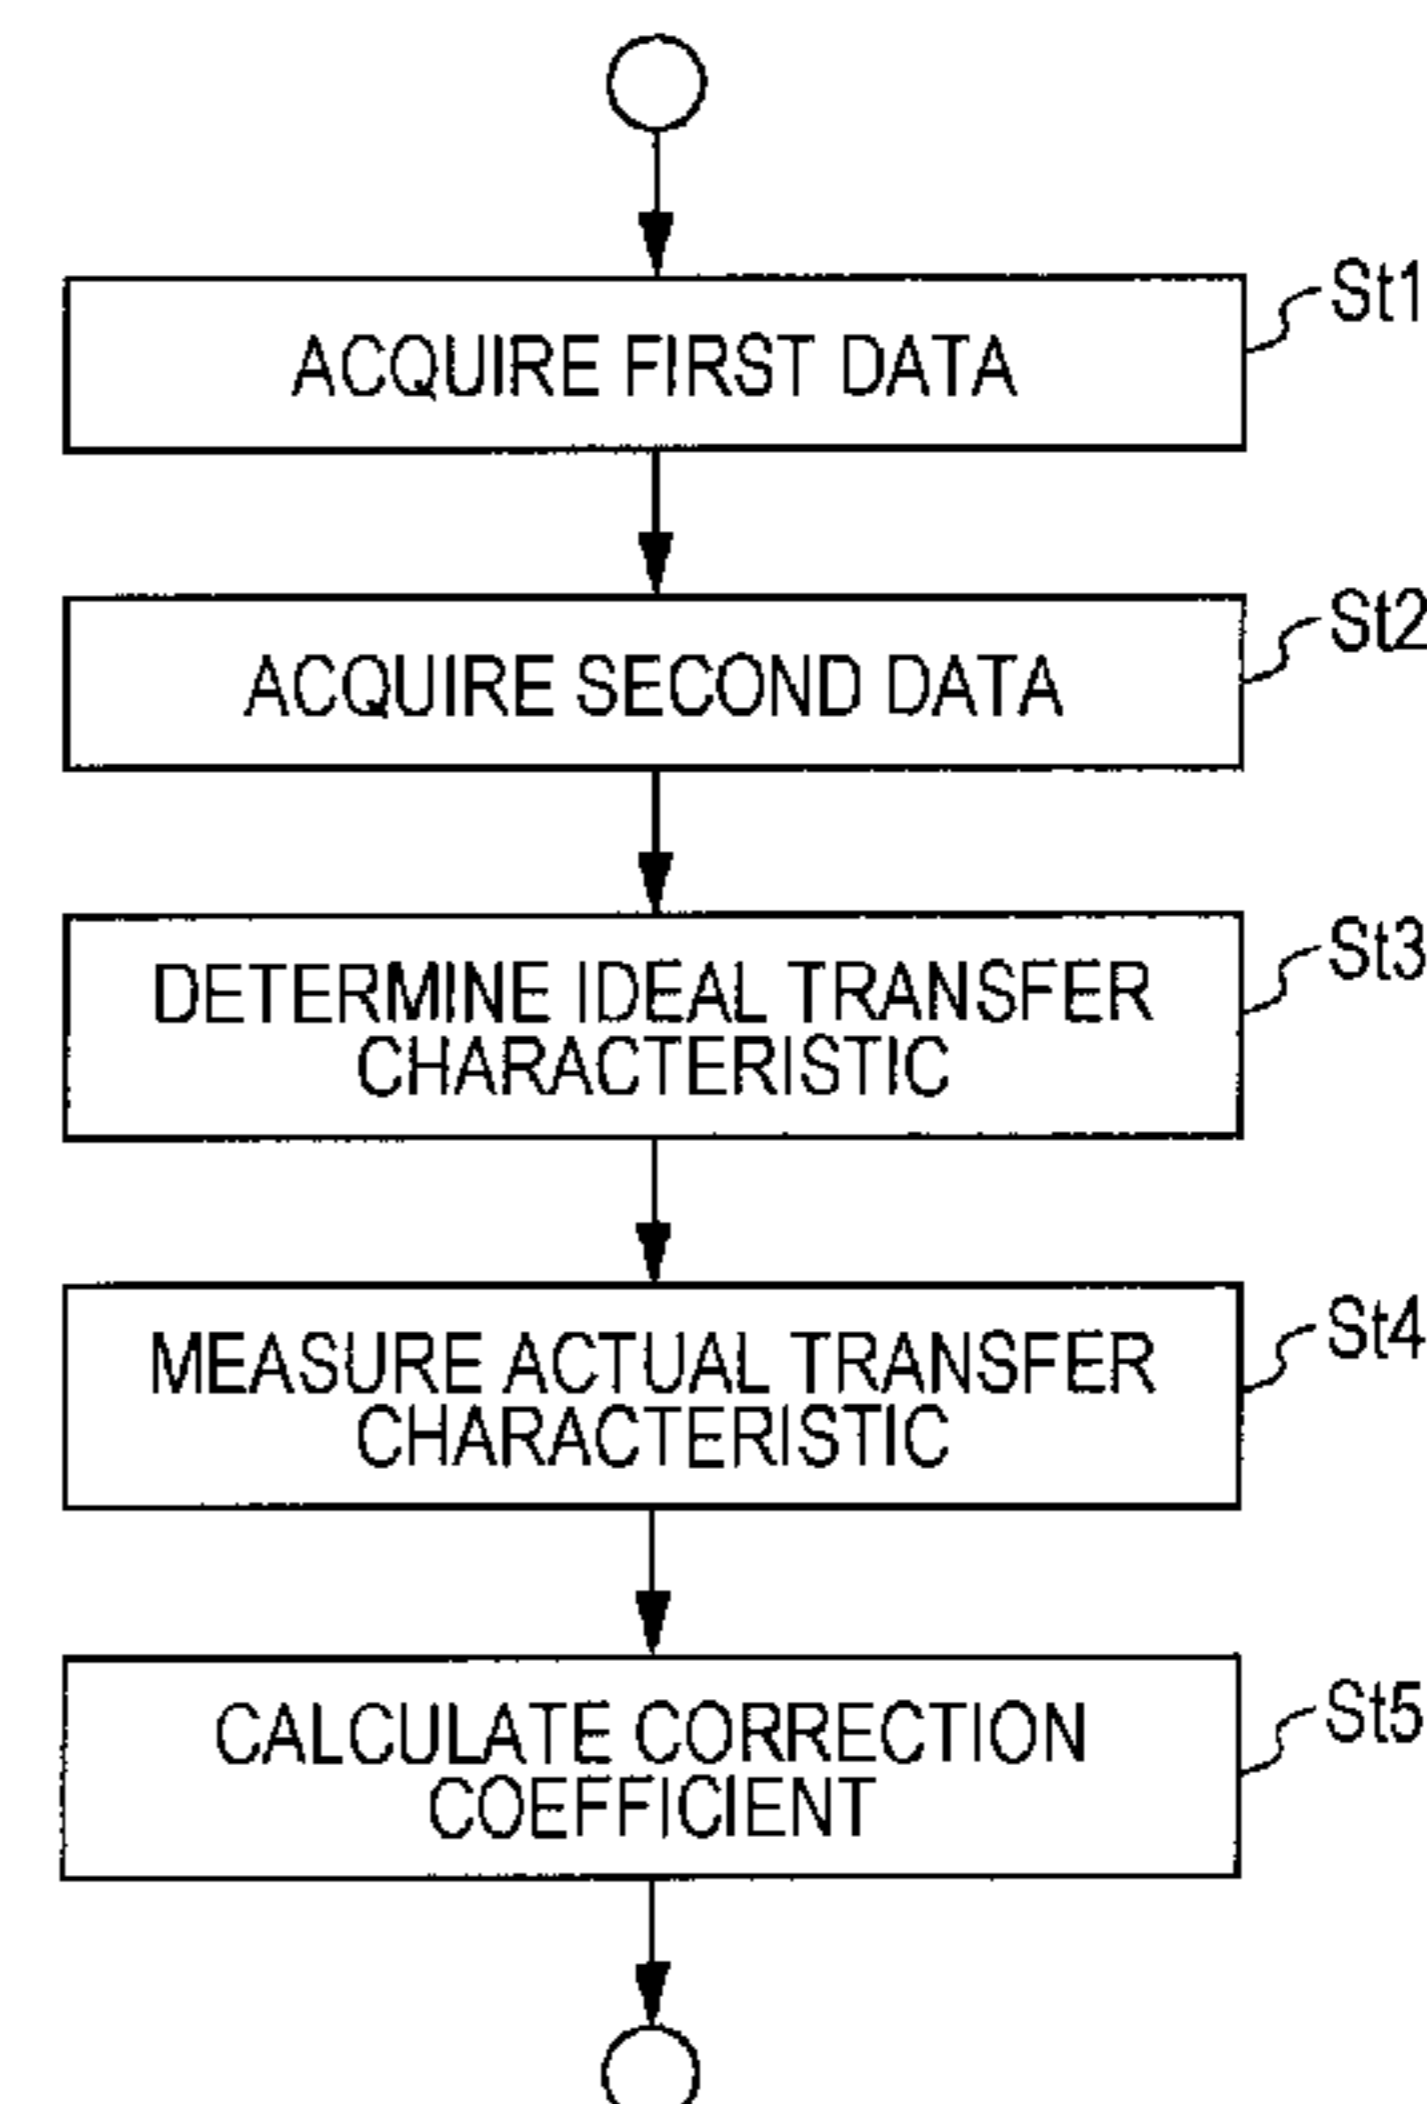 St1
ACQUIRE FIRST DATA
St2
ACQUIRE SECOND DATA
St3
DETERMINE IDEAL TRANSFER
CHARACTERISTIC
St4
MEASURE ACTUAL TRANSFER
CHARACTERISTIC
St5
CALCULATE CORRECTION
COEFFICIENT